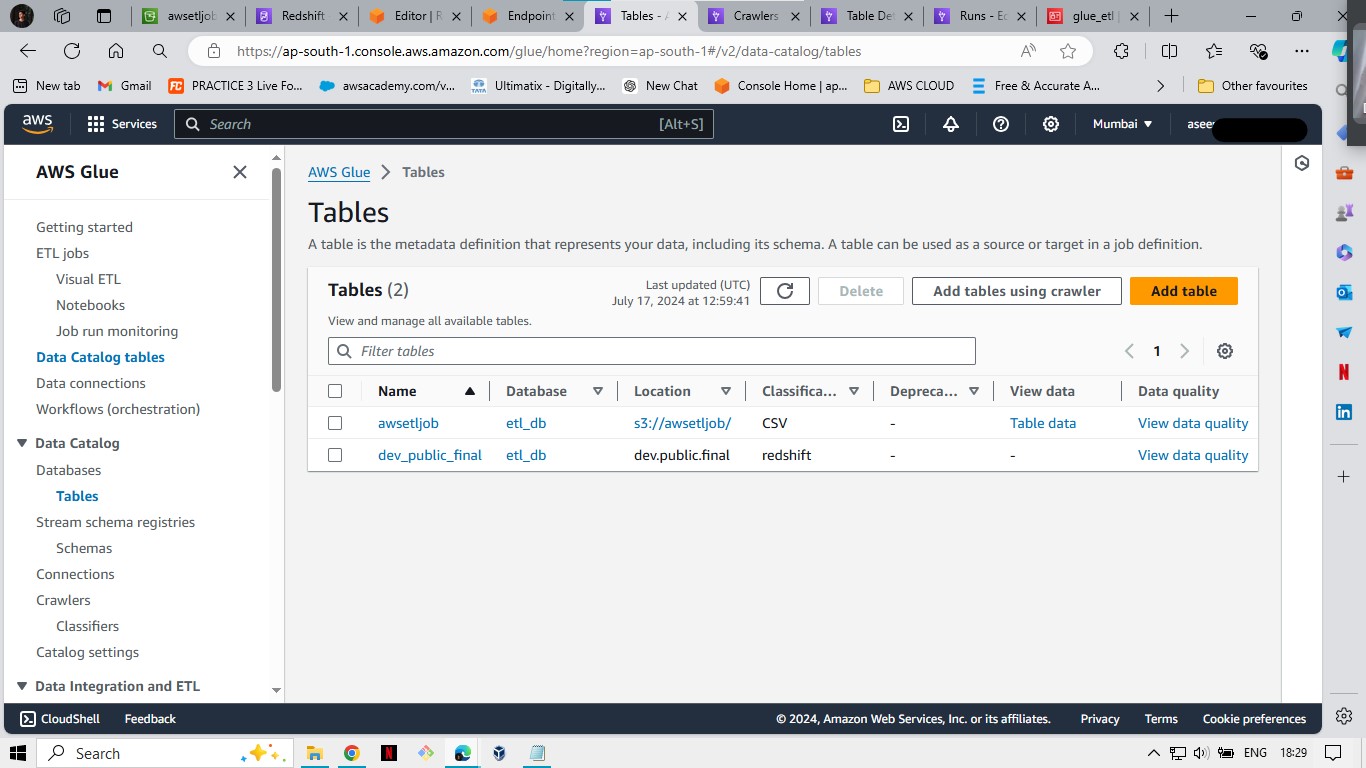 awsetljob
Redshift
Editor | R
Endpoint
Tables - A
Crawlers
Table Det
Runs - Ec
glue_etl |
https://ap-south-1.console.aws.amazon.com/glue/home?region=ap-south-1#/v2/data-catalog/tables
New tab
Gmail
PRACTICE 3 Live Fo...
awsacademy.com/v...
Ultimatix - Digitally...
New Chat
Console Home | ap...
AWS CLOUD
Free & Accurate A...
Other favourites
aws
Services
Search
[Alt+S]
Mumbai
asee
AWS Glue
Getting started
ETL jobs
Visual ETL
Notebooks
Job run monitoring
Data Catalog tables
Data connections
Workflows (orchestration)
Data Catalog
Databases
Tables
Stream schema registries
Schemas
Connections
Crawlers
Classifiers
Catalog settings
Data Integration and ETL
AWS Glue > Tables
Tables
A table is the metadata definition that represents your data, including its schema. A table can be used as a source or target in a job definition.
Tables (2)
Last updated (UTC)
July 17, 2024 at 12:59:41
Delete
Add tables using crawler
Add table
View and manage all available tables.
Filter tables
1
Name Database Location Classifica... Depreca... View data Data quality
awsetljob etl_db s3://awsetljob/ CSV - Table data View data quality
dev_public_final etl_db dev.public.final redshift - - View data quality
CloudShell Feedback © 2024, Amazon Web Services, Inc. or its affiliates. Privacy Terms Cookie preferences
Search
ENG 18:29